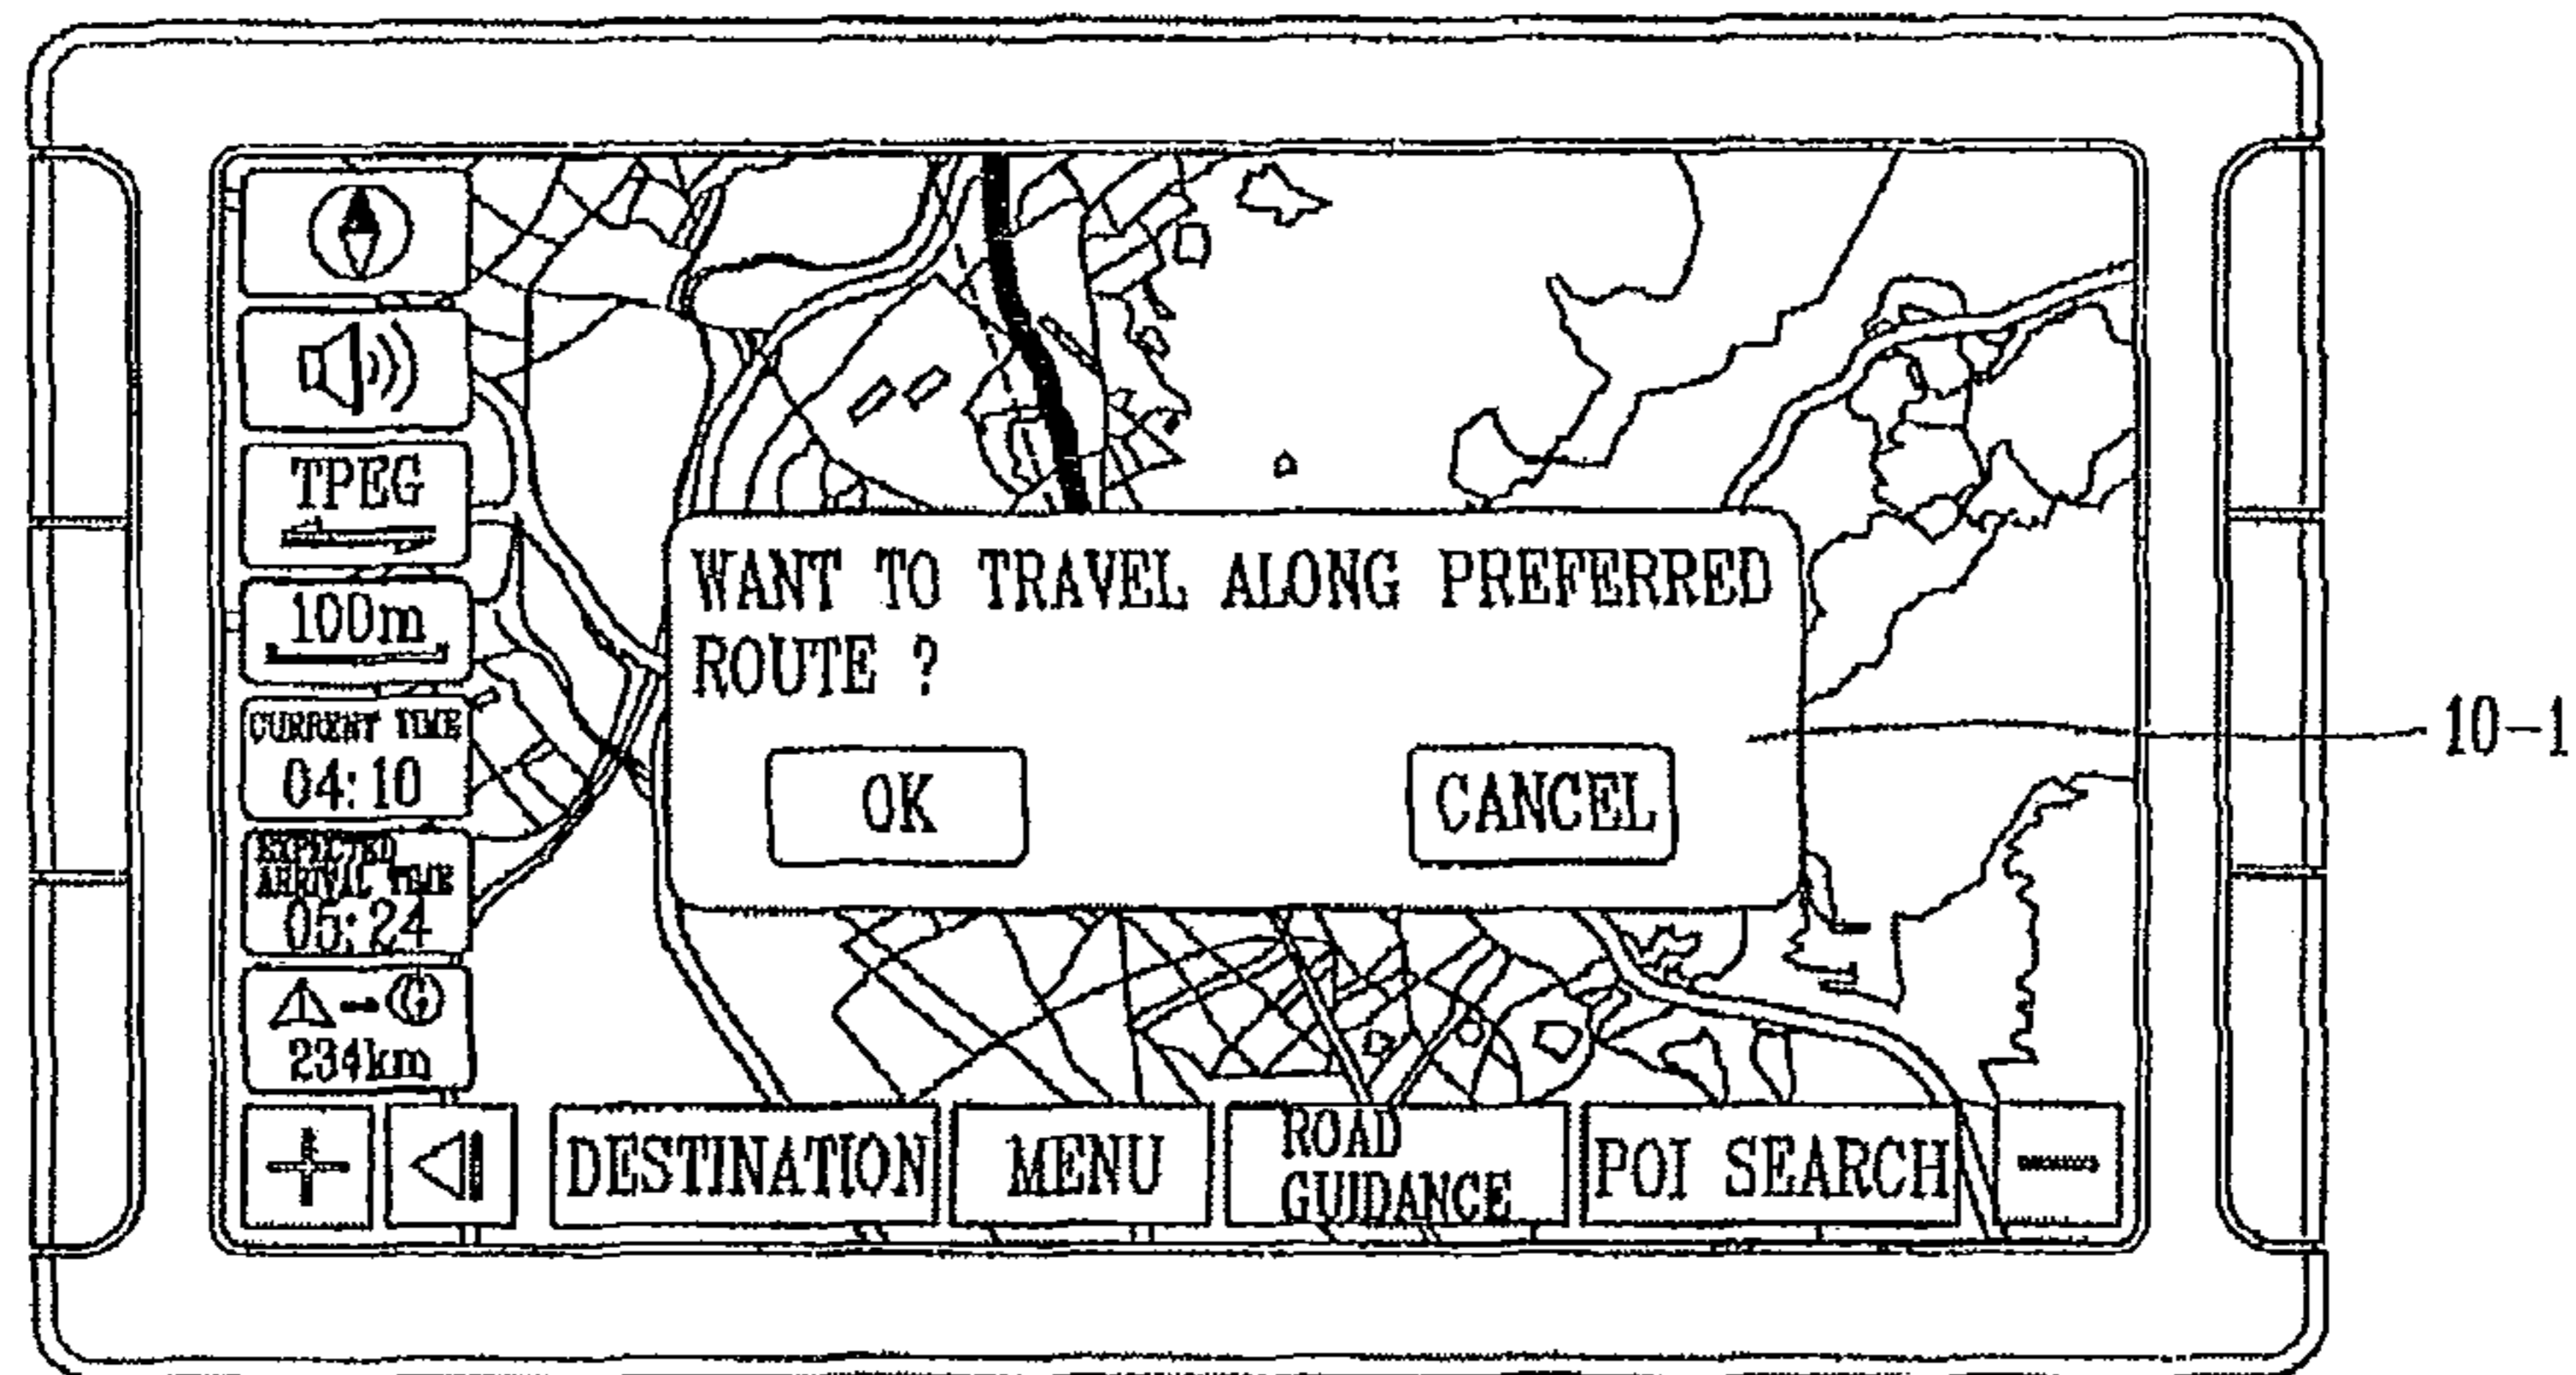 TPEG
100m
CURRENT TIME
04:10
EXPECTED
ARRIVAL TIME
05:24
234km
WANT TO TRAVEL ALONG PREFERRED
ROUTE ?
OK CANCEL
10-1
DESTINATION MENU ROAD GUIDANCE POI SEARCH